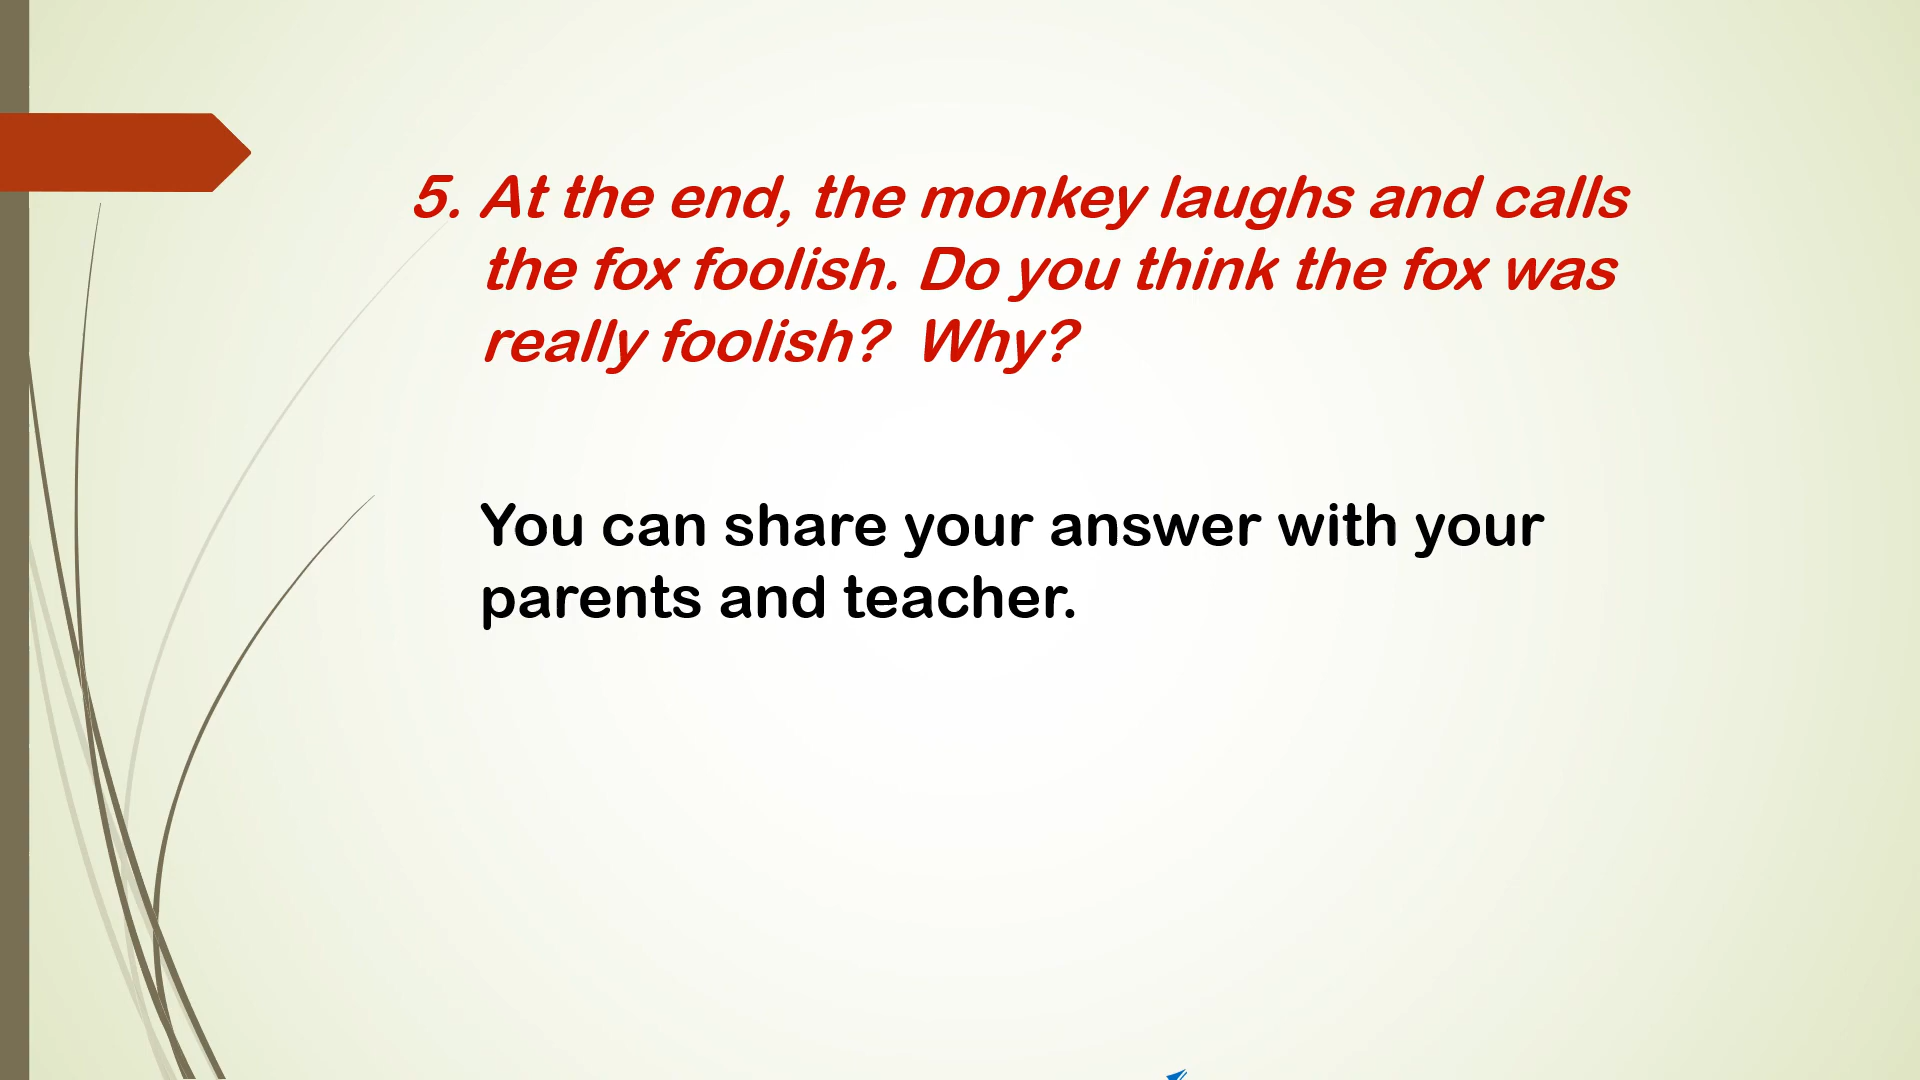 5. At the end, the monkey laughs and calls
the fox foolish. Do you think the fox was
really foolish?  Why?
You can share your answer with your
parents and teacher.